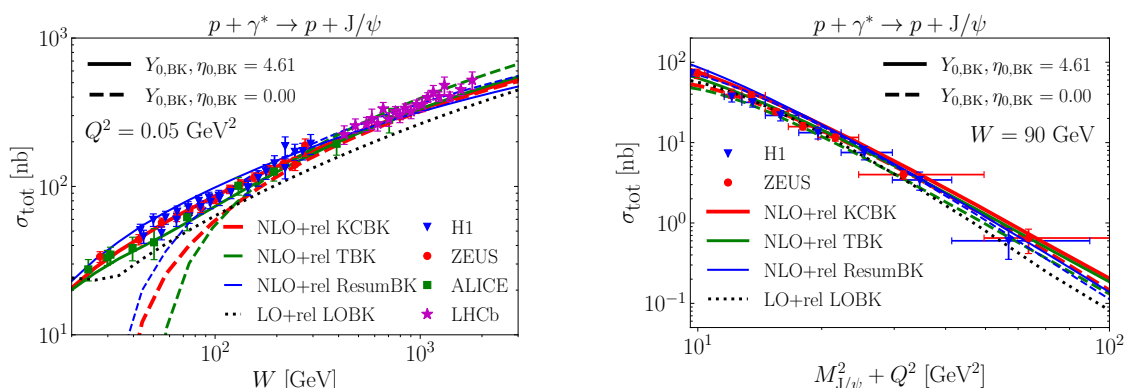 p + γ* → p + J/ψ
10³
Y₀,BK, η₀,BK = 4.61
Y₀,BK, η₀,BK = 0.00
Q² = 0.05 GeV²
σtot [nb]
10²
NLO+rel KCBK
NLO+rel TBK
NLO+rel ResumBK
LO+rel LOBK
H1
ZEUS
ALICE
LHCb
10¹
10²
10³
W [GeV]
p + γ* → p + J/ψ
10²
Y₀,BK, η₀,BK = 4.61
Y₀,BK, η₀,BK = 0.00
W = 90 GeV
10¹
σtot [nb]
H1
ZEUS
10⁰
NLO+rel KCBK
NLO+rel TBK
NLO+rel ResumBK
LO+rel LOBK
10⁻¹
10¹
10²
M²J/ψ + Q² [GeV²]